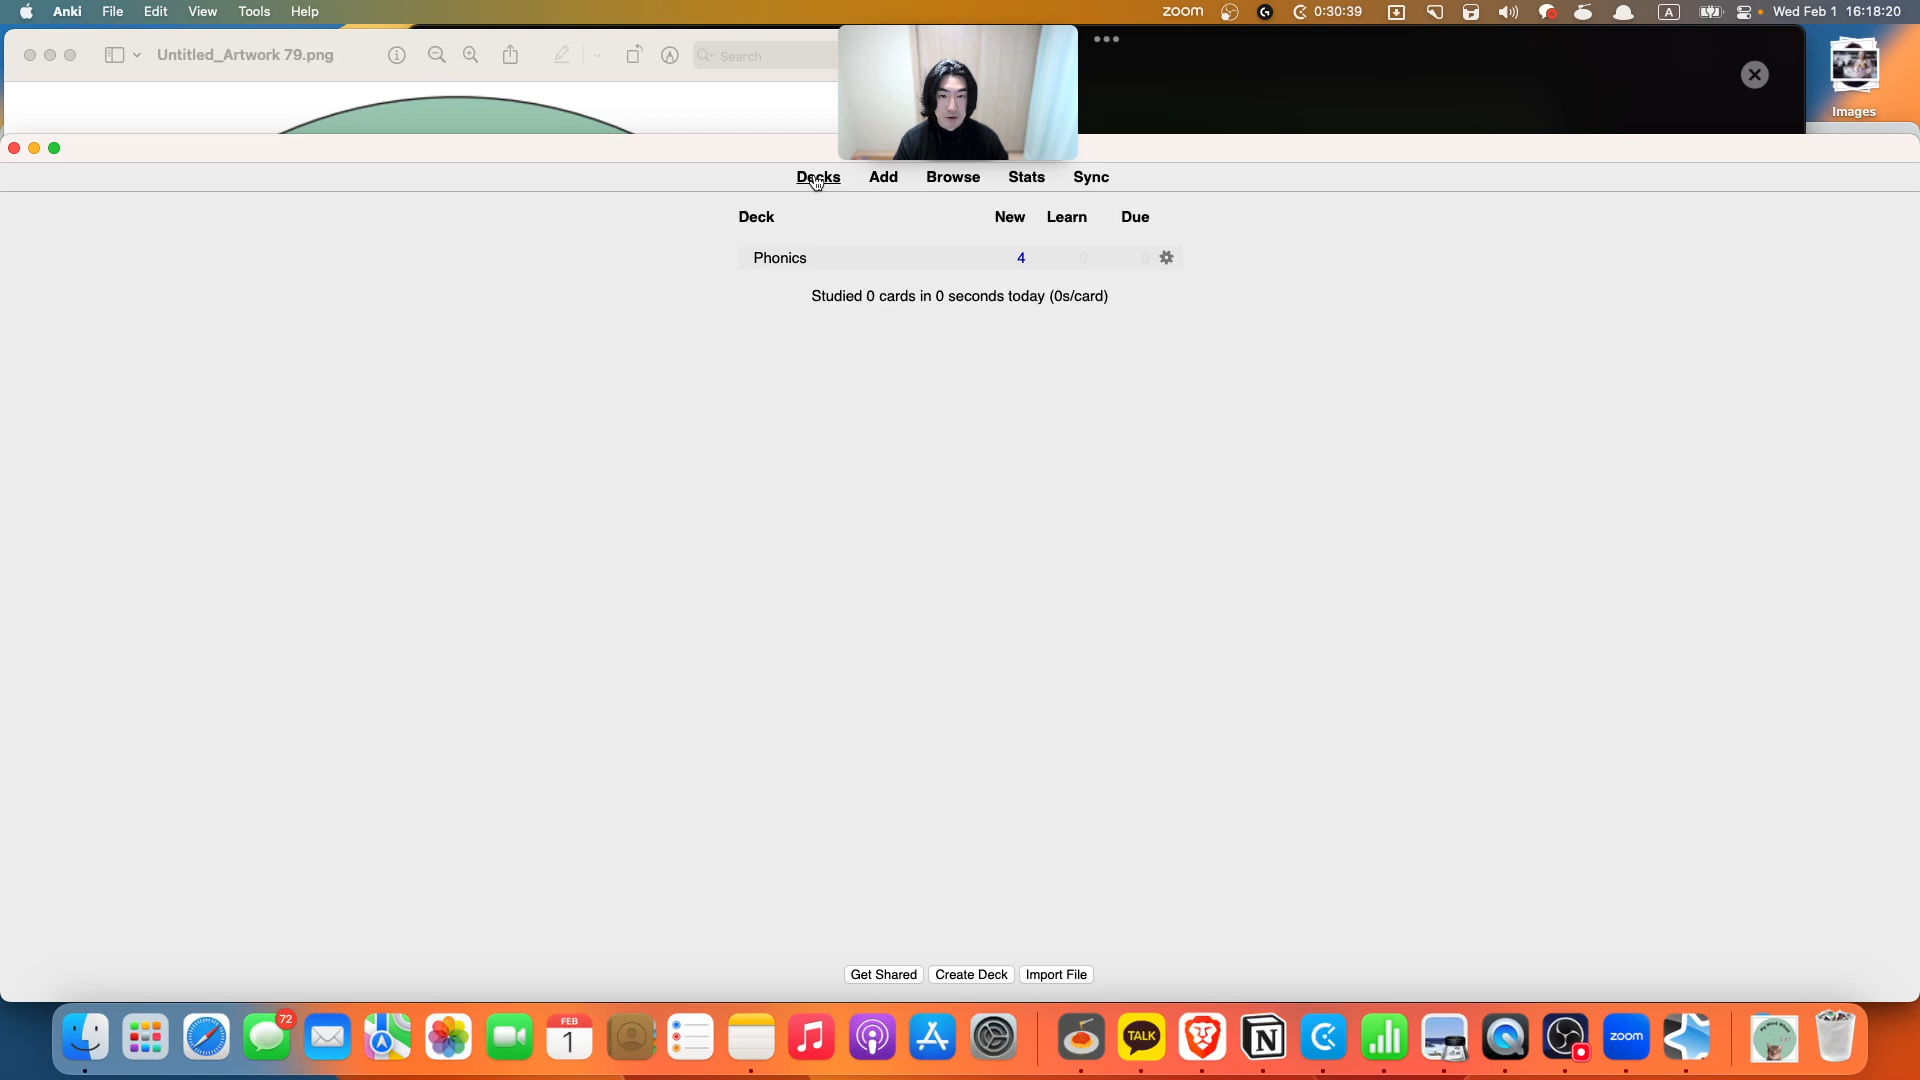 Anki File Edit View Tools Help zoom 0:30:39 A Wed Feb 1 16:18:20
Untitled_Artwork 79.png Search
Images
Decks Add Browse Stats Sync
Deck New Learn Due
Phonics 4 0 0
Studied 0 cards in 0 seconds today (0s/card)
Get Shared Create Deck Import File
72 FEB 1 TALK zoom